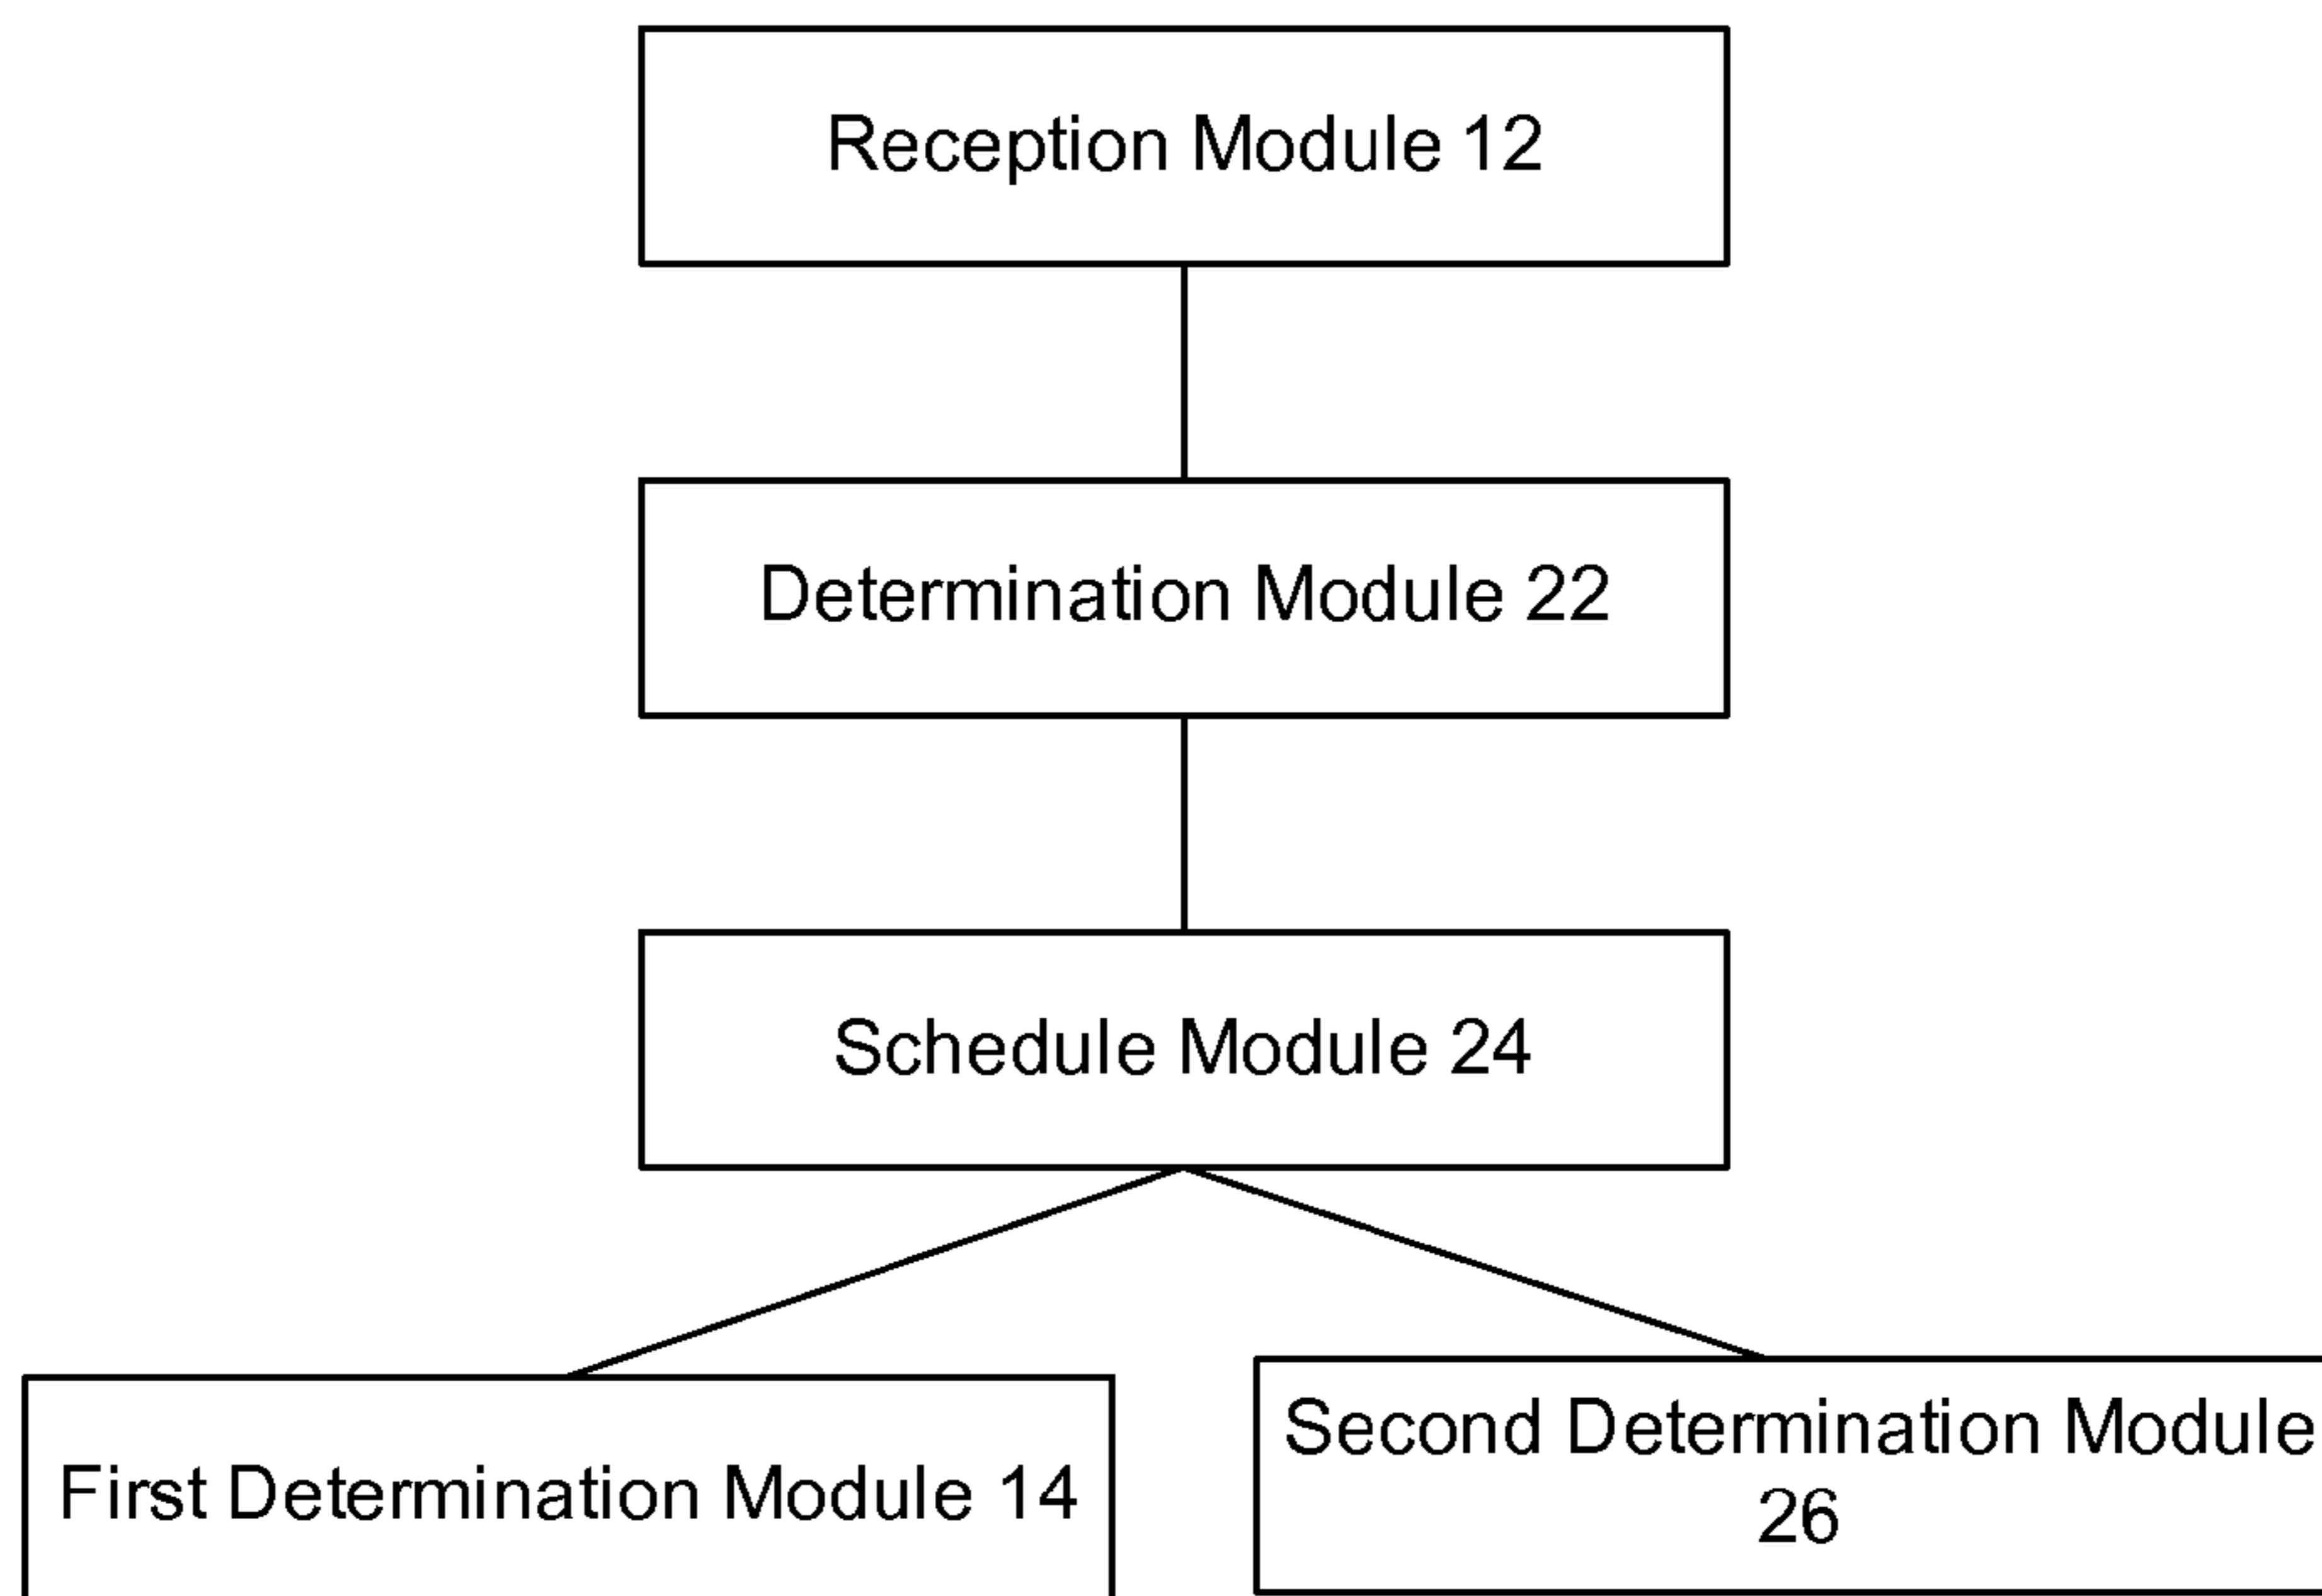 Reception Module 12
Determination Module 22
Schedule Module 24
First Determination Module 14
Second Determination Module
26